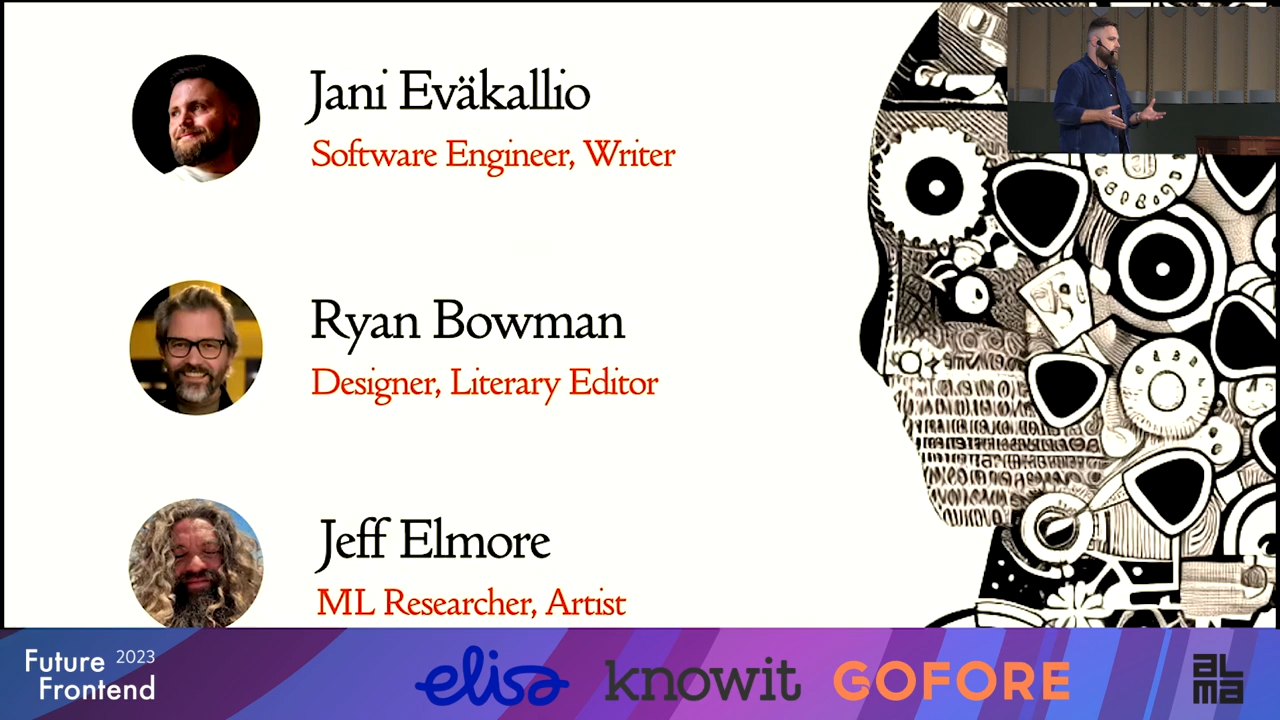 Jani Eväkallio
Software Engineer, Writer
Ryan Bowman
Designer, Literary Editor
Jeff Elmore
ML Researcher, Artist
Future 2023
Frontend
elisa
knowit
GOFORE
ALMA